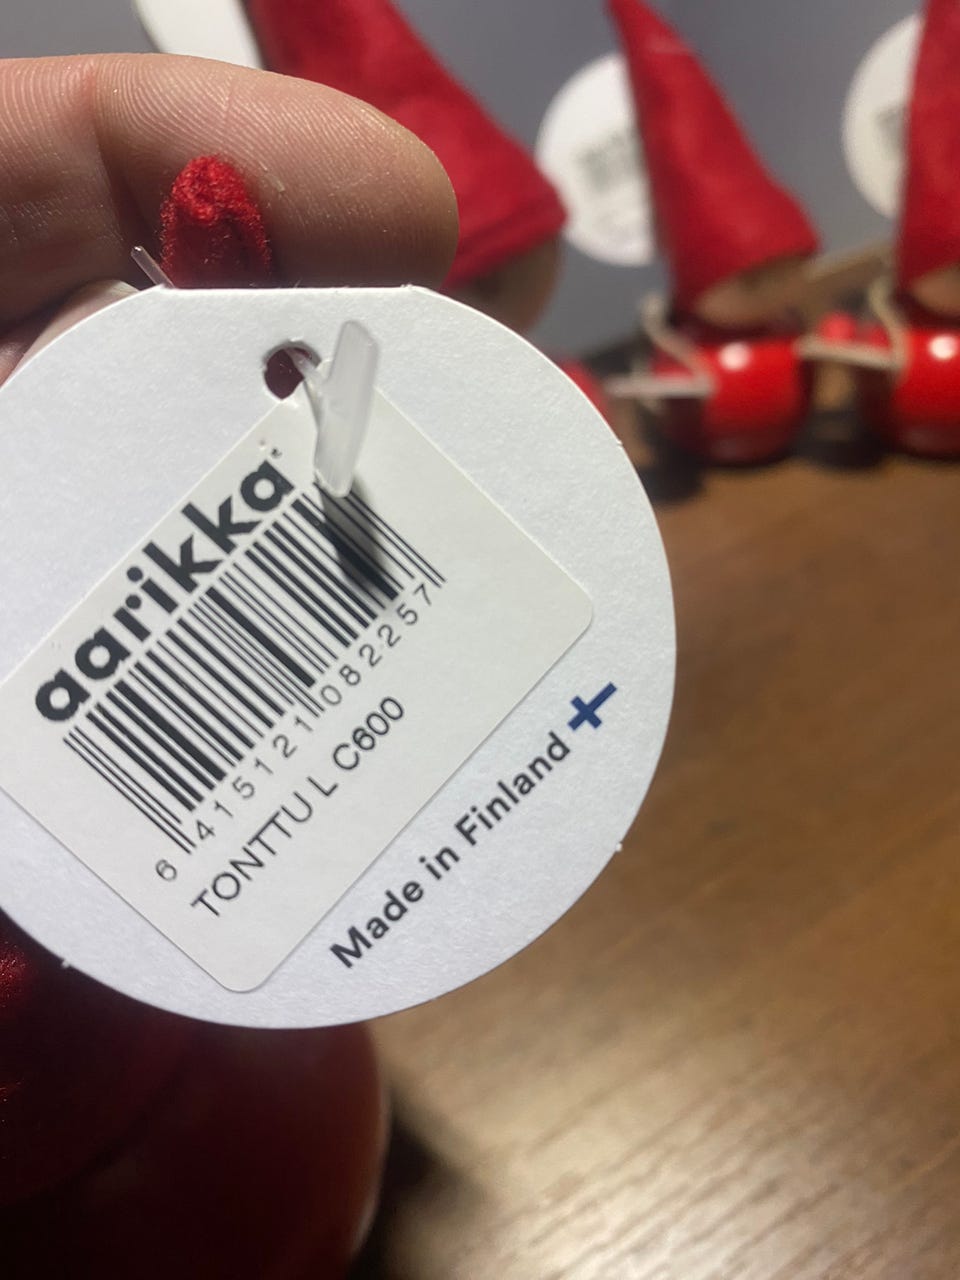 aarikka
6 415121 082257
TONTTU L C600
Made in Finland